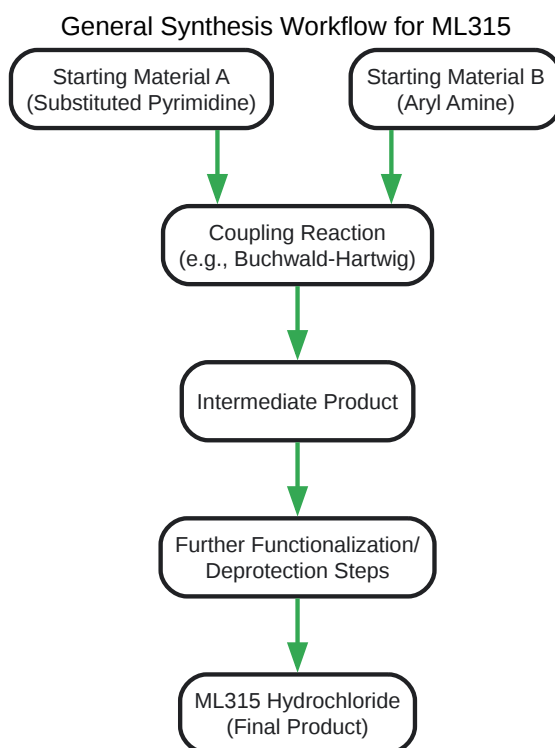 General Synthesis Workflow for ML315
Starting Material A
(Substituted Pyrimidine)
Starting Material B
(Aryl Amine)
Coupling Reaction
(e.g., Buchwald-Hartwig)
Intermediate Product
Further Functionalization/
Deprotection Steps
ML315 Hydrochloride
(Final Product)